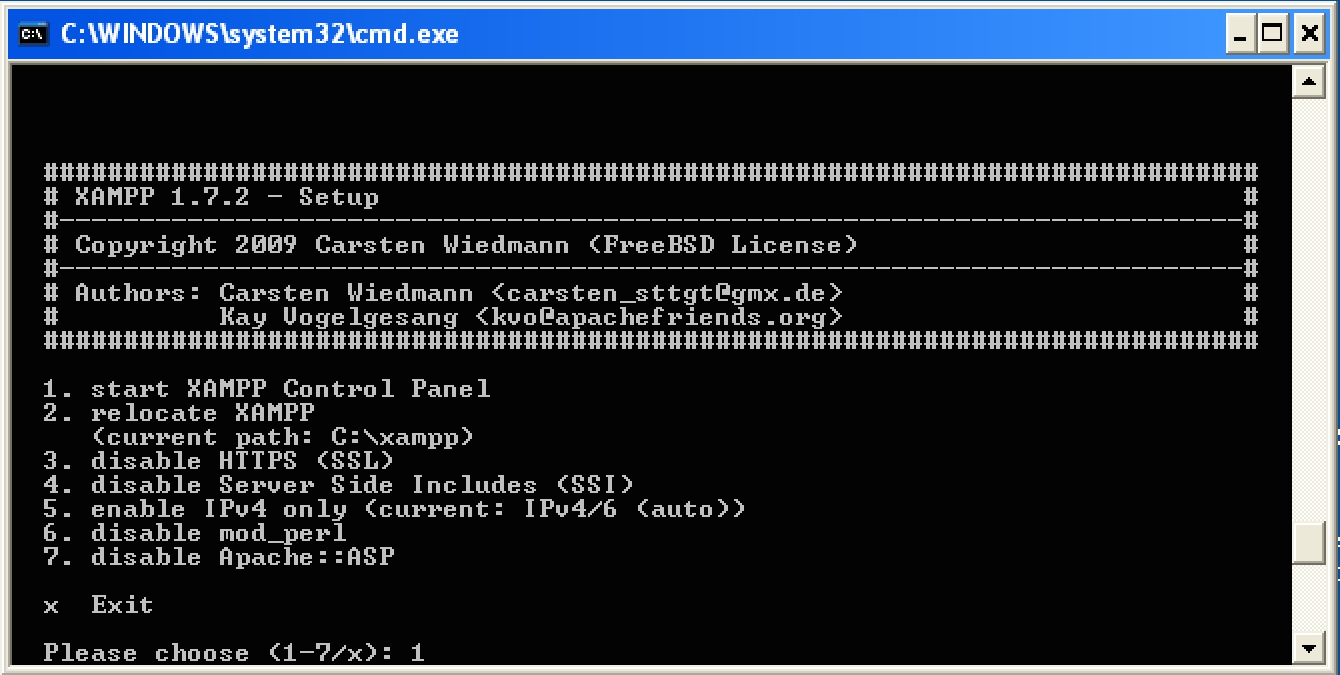 C:\WINDOWS\system32\cmd.exe
############################################################################
# XAMPP 1.7.2 - Setup                                                      #
#--------------------------------------------------------------------------#
# Copyright 2009 Carsten Wiedmann (FreeBSD License)                        #
#--------------------------------------------------------------------------#
# Authors: Carsten Wiedmann <carsten_sttgt@gmx.de>                         #
#          Kay Vogelgesang <kvo@apachefriends.org>                         #
############################################################################
1. start XAMPP Control Panel
2. relocate XAMPP
   (current path: C:\xampp)
3. disable HTTPS (SSL)
4. disable Server Side Includes (SSI)
5. enable IPv4 only (current: IPv4/6 (auto))
6. disable mod_perl
7. disable Apache::ASP
x  Exit
Please choose (1-7/x): 1